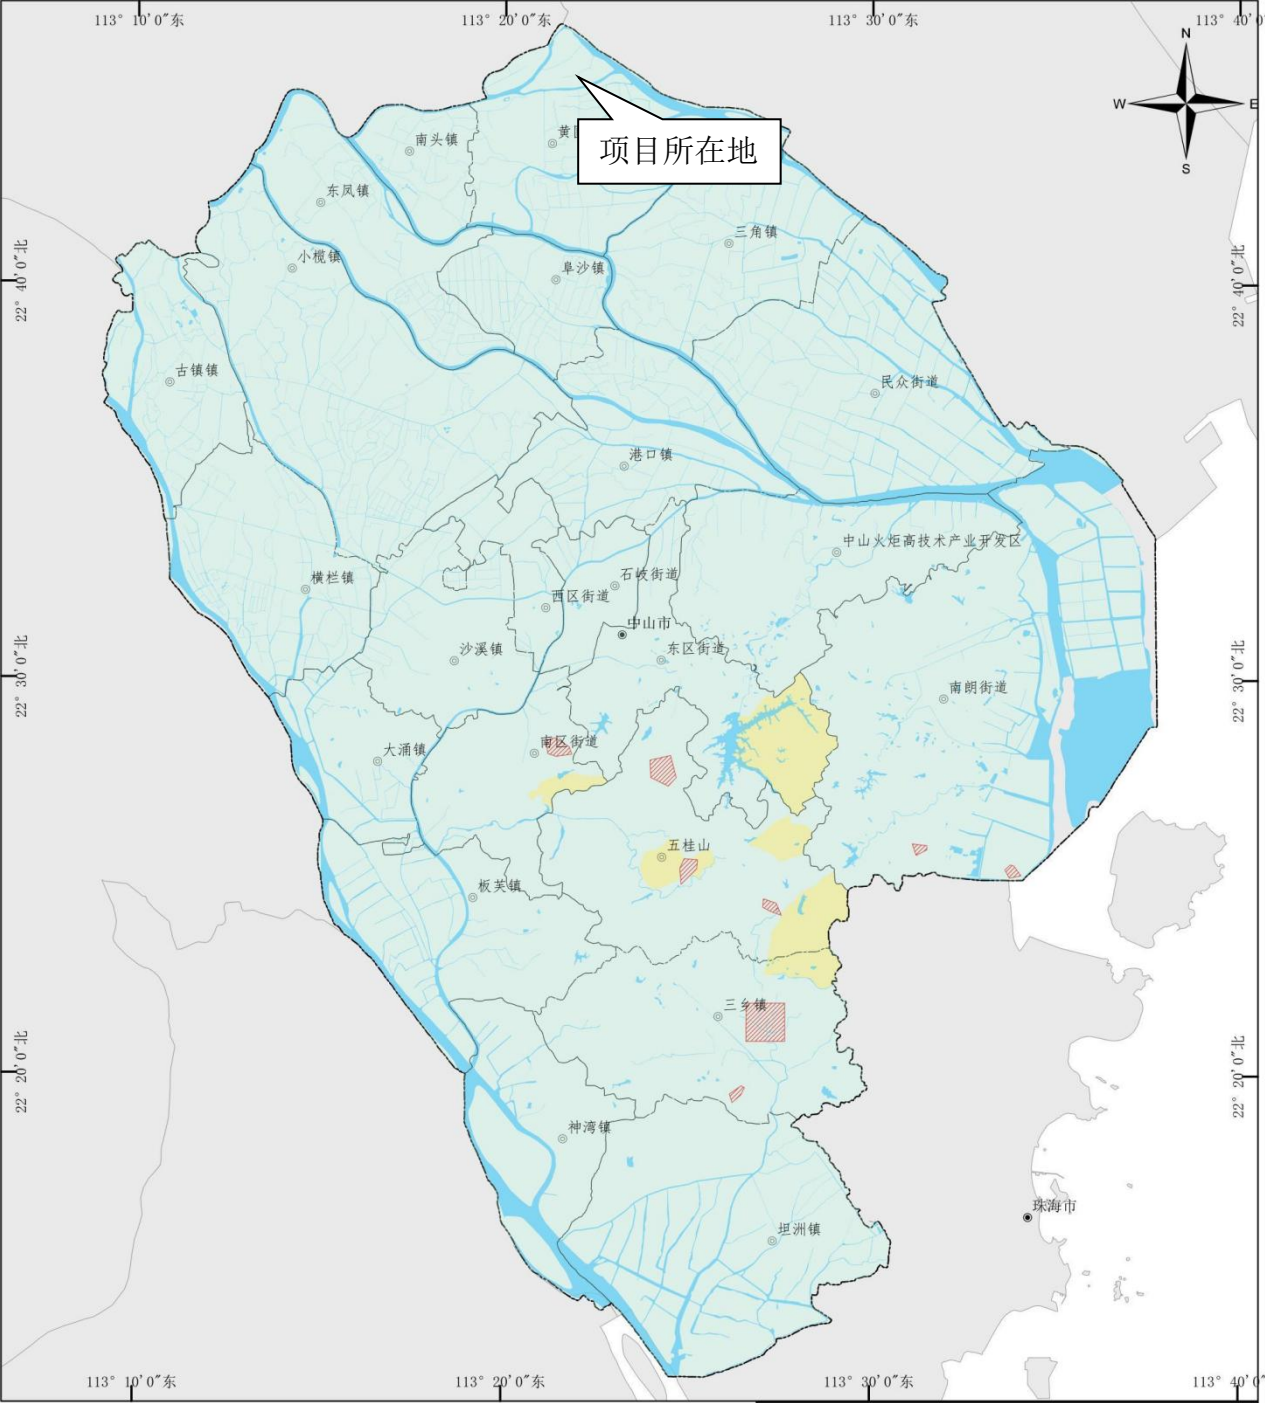 113° 10′0″东
113° 20′0″东
113° 30′0″东
113° 40′0
N
W
E
S
南头镇
黄
项目所在地
东凤镇
三角镇
小榄镇
阜沙镇
22° 40′0″北
22° 40′0″北
古镇镇
民众街道
港口镇
中山火炬高技术产业开发区
横栏镇
石岐街道
西区街道
中山市
沙溪镇
东区街道
22° 30′0″北
22° 30′0″北
南朗街道
大涌镇
南区街道
五桂山
板芙镇
三乡镇
22° 20′0″北
22° 20′0″北
神湾镇
珠海市
坦洲镇
113° 10′0″东
113° 20′0″东
113° 30′0″东
113° 40′0″